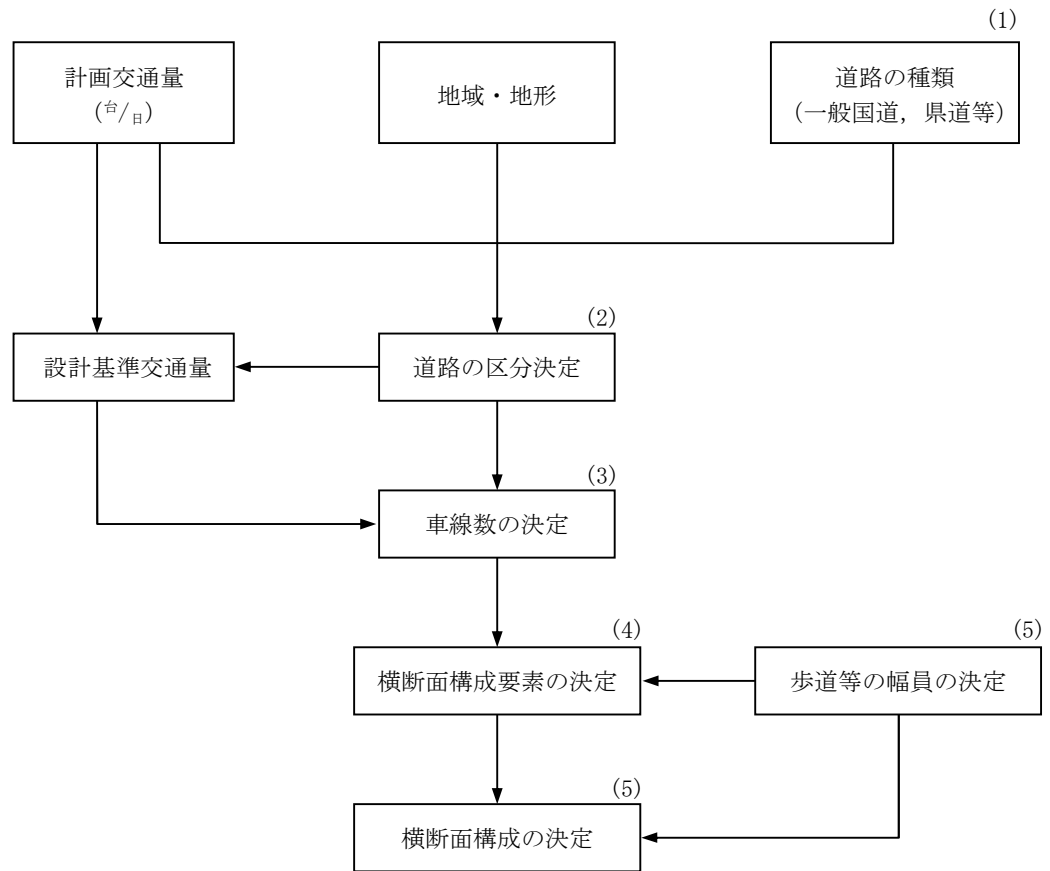 (1)
計画交通量
(台/日)
地域・地形
道路の種類
(一般国道，県道等)
(2)
設計基準交通量
道路の区分決定
(3)
車線数の決定
(4)
(5)
横断面構成要素の決定
歩道等の幅員の決定
(5)
横断面構成の決定